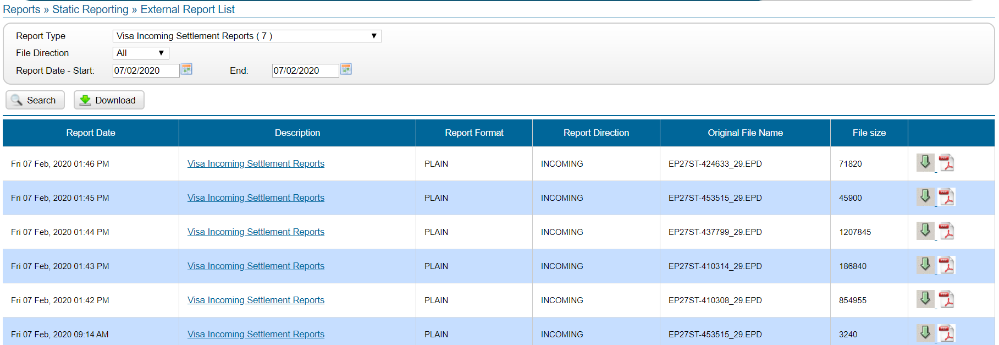 Reports » Static Reporting » External Report List
Report Type Visa Incoming Settlement Reports ( 7 )
File Direction All
Report Date - Start: 07/02/2020 End: 07/02/2020
Search Download
Report Date Description Report Format Report Direction Original File Name File size
Fri 07 Feb, 2020 01:46 PM Visa Incoming Settlement Reports PLAIN INCOMING EP27ST-424633_29.EPD 71820
Fri 07 Feb, 2020 01:45 PM Visa Incoming Settlement Reports PLAIN INCOMING EP27ST-453515_29.EPD 45900
Fri 07 Feb, 2020 01:44 PM Visa Incoming Settlement Reports PLAIN INCOMING EP27ST-437799_29.EPD 1207845
Fri 07 Feb, 2020 01:43 PM Visa Incoming Settlement Reports PLAIN INCOMING EP27ST-410314_29.EPD 186840
Fri 07 Feb, 2020 01:42 PM Visa Incoming Settlement Reports PLAIN INCOMING EP27ST-410308_29.EPD 854955
Fri 07 Feb, 2020 09:14 AM Visa Incoming Settlement Reports PLAIN INCOMING EP27ST-453515_29.EPD 3240